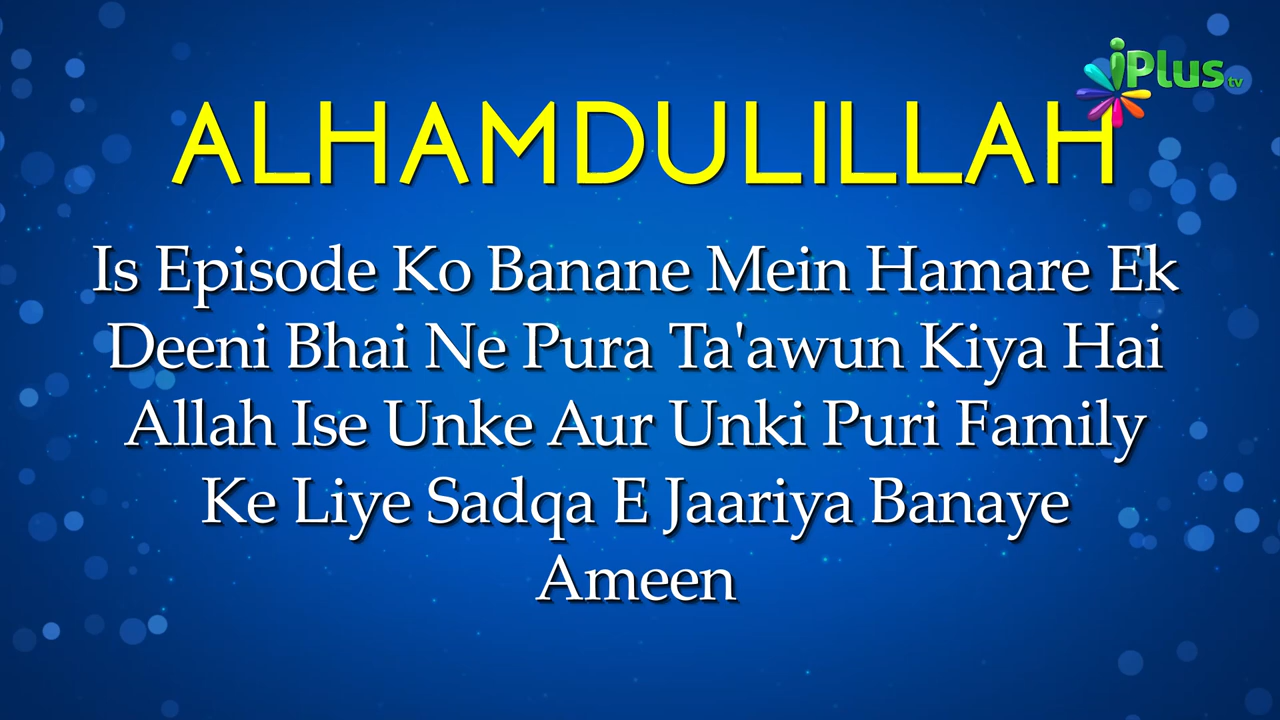 iPlus tv
ALHAMDULILLAH
Is Episode Ko Banane Mein Hamare Ek
Deeni Bhai Ne Pura Ta'awun Kiya Hai
Allah Ise Unke Aur Unki Puri Family
Ke Liye Sadqa E Jaariya Banaye
Ameen